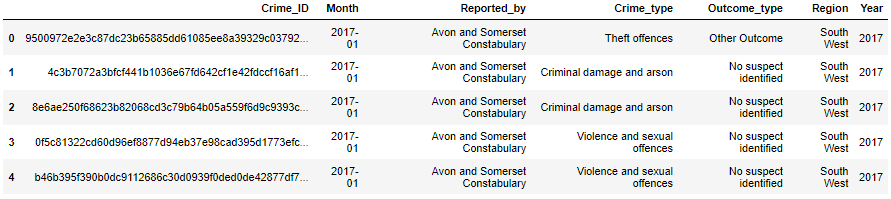 Crime_ID Month Reported_by Crime_type Outcome_type Region Year
0 9500972e2e3c87dc23b65885dd61085ee8a39329c03792... 2017-01 Avon and Somerset Constabulary Theft offences Other Outcome South West 2017
1 4c3b7072a3bfcf441b1036e67fd642cf1e42fdccf16af1... 2017-01 Avon and Somerset Constabulary Criminal damage and arson No suspect identified South West 2017
2 8e6ae250f68623b82068cd3c79b64b05a559f6d9c9393c... 2017-01 Avon and Somerset Constabulary Criminal damage and arson No suspect identified South West 2017
3 0f5c81322cd60d96ef8877d94eb37e98cad395d1773efc... 2017-01 Avon and Somerset Constabulary Violence and sexual offences No suspect identified South West 2017
4 b46b395f390b0dc9112686c30d0939f0ded0de42877df7... 2017-01 Avon and Somerset Constabulary Violence and sexual offences No suspect identified South West 2017